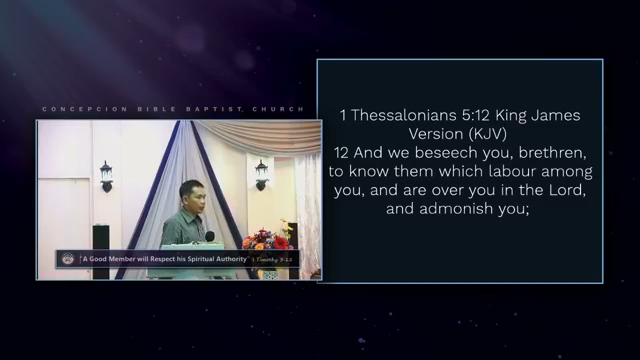 CONCEPCION BIBLE BAPTIST CHURCH
1 Thessalonians 5:12 King James
Version (KJV)
12 And we beseech you, brethren,
to know them which labour among
you, and are over you in the Lord,
and admonish you;
"A Good Member will Respect his Spiritual Authority"